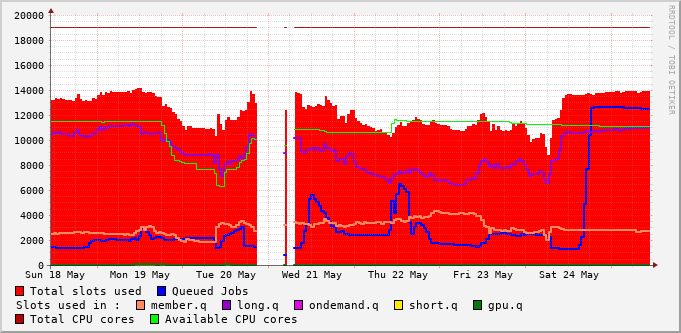 20000
18000
16000
14000
12000
10000
8000
6000
4000
2000
0
Sun 18 May Mon 19 May Tue 20 May Wed 21 May Thu 22 May Fri 23 May Sat 24 May
RRDTOOL / TOBI OETIKER
Total slots used Queued Jobs
Slots used in : member.q long.q ondemand.q short.q gpu.q
Total CPU cores Available CPU cores